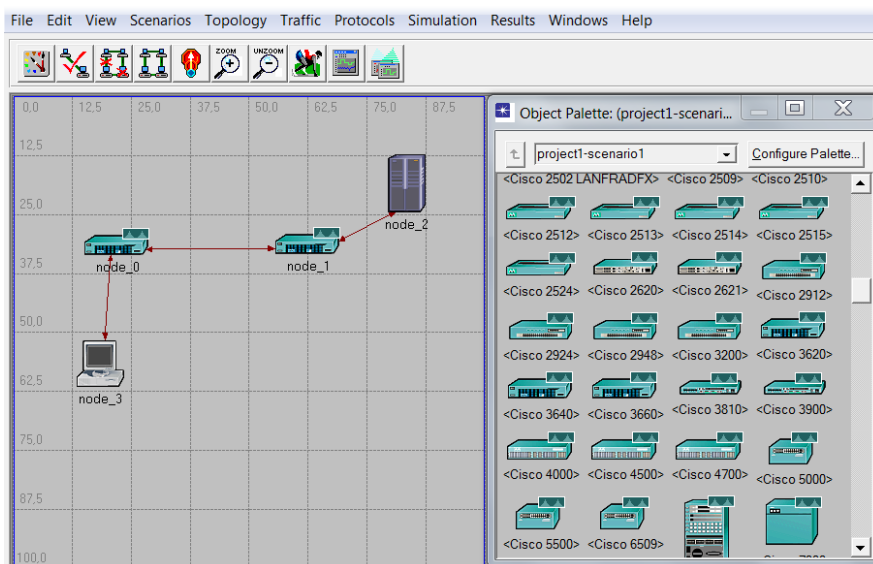 File Edit View Scenarios Topology Traffic Protocols Simulation Results Windows Help
ZOOM UNZOOM
0,0 12,5 25,0 37,5 50,0 62,5 75,0 87,5
12,5
25,0
37,5
50,0
62,5
75,0
87,5
100,0
node_2
node_0
node_1
node_3
Object Palette: (project1-scenari...
project1-scenario1
Configure Palette...
<Cisco 2502 LANFRADFX> <Cisco 2509> <Cisco 2510>
<Cisco 2512> <Cisco 2513> <Cisco 2514> <Cisco 2515>
<Cisco 2524> <Cisco 2620> <Cisco 2621> <Cisco 2912>
<Cisco 2924> <Cisco 2948> <Cisco 3200> <Cisco 3620>
<Cisco 3640> <Cisco 3660> <Cisco 3810> <Cisco 3900>
<Cisco 4000> <Cisco 4500> <Cisco 4700> <Cisco 5000>
<Cisco 5500> <Cisco 6509>